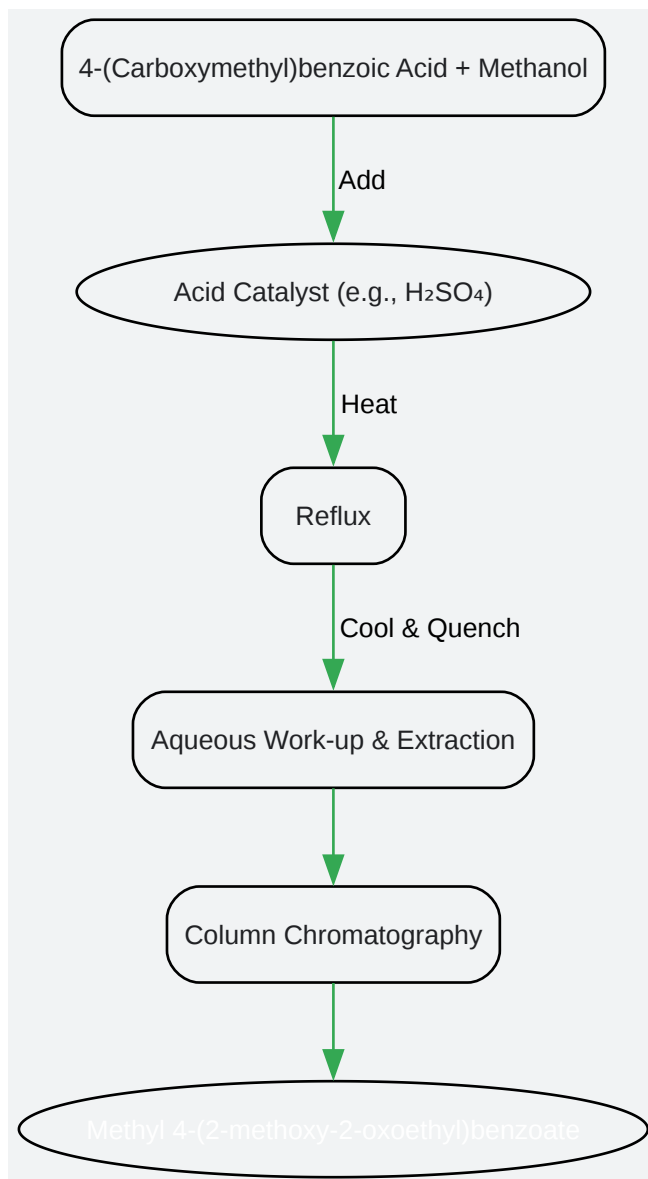 4-(Carboxymethyl)benzoic Acid + Methanol
Add
Acid Catalyst (e.g., H₂SO₄)
Heat
Reflux
Cool & Quench
Aqueous Work-up & Extraction
Column Chromatography
Methyl 4-(2-methoxy-2-oxoethyl)benzoate